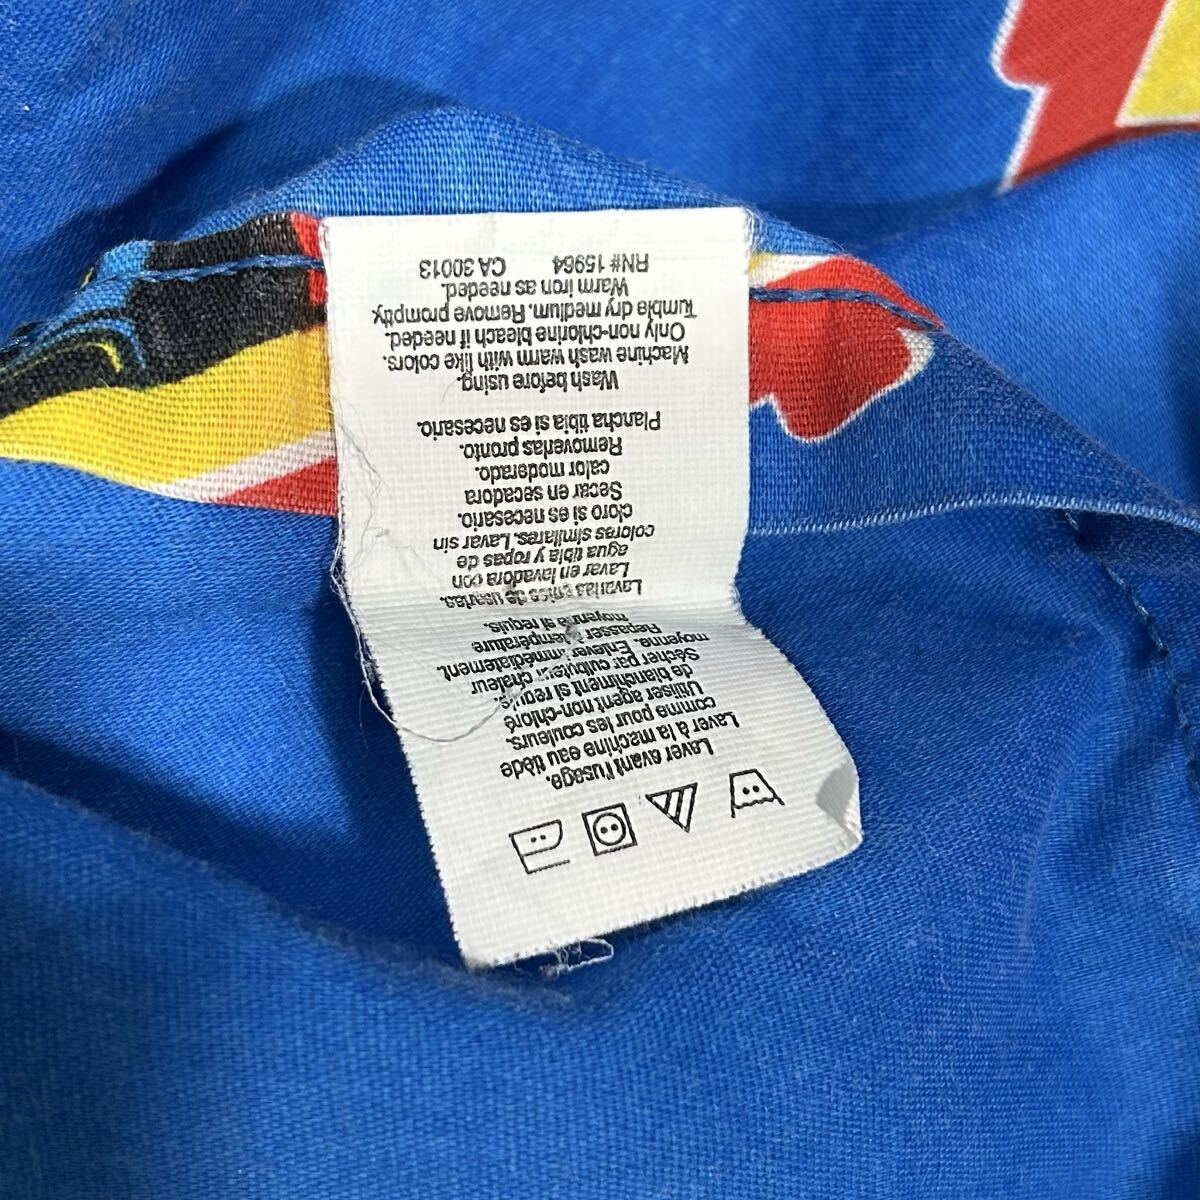 Laver avant l'usage.
Laver à la machine eau tiède
comme pour les couleurs.
Utiliser agent non-chloré
de blanchiment si requis.
Sécher par culbuteur chaleur
moyenne. Enlever immédiatement.
Repasser à température
moyenne si requis.
Lavarlas antes de usarlas.
Lavar en lavadora con
agua tibia y ropas de
colores similares. Lavar sin
cloro si es necesario.
Secar en secadora
calor moderado.
Removerlas pronto.
Plancha tibia si es necesario.
Wash before using.
Machine wash warm with like colors.
Only non-chlorine bleach if needed.
Tumble dry medium. Remove promptly.
Warm iron as needed.
RN# 15964 CA 30013